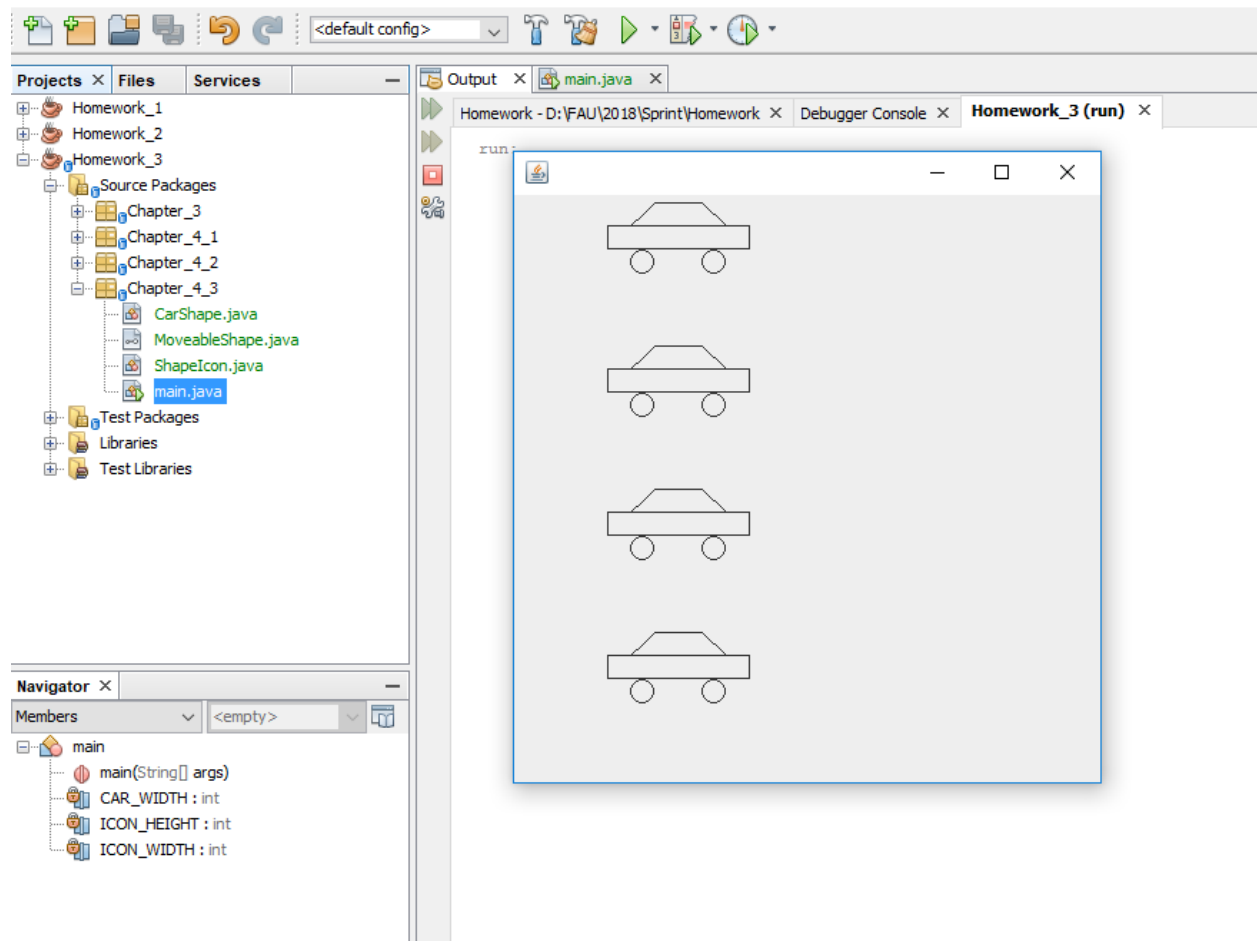 <default config>
Projects Files Services
Homework_1
Homework_2
Homework_3
Source Packages
Chapter_3
Chapter_4_1
Chapter_4_2
Chapter_4_3
CarShape.java
MoveableShape.java
ShapeIcon.java
main.java
Test Packages
Libraries
Test Libraries
Navigator
Members <empty>
main
main(String[] args)
CAR_WIDTH : int
ICON_HEIGHT : int
ICON_WIDTH : int
Output main.java
Homework - D:\FAU\2018\Sprint\Homework Debugger Console Homework_3 (run)
run: